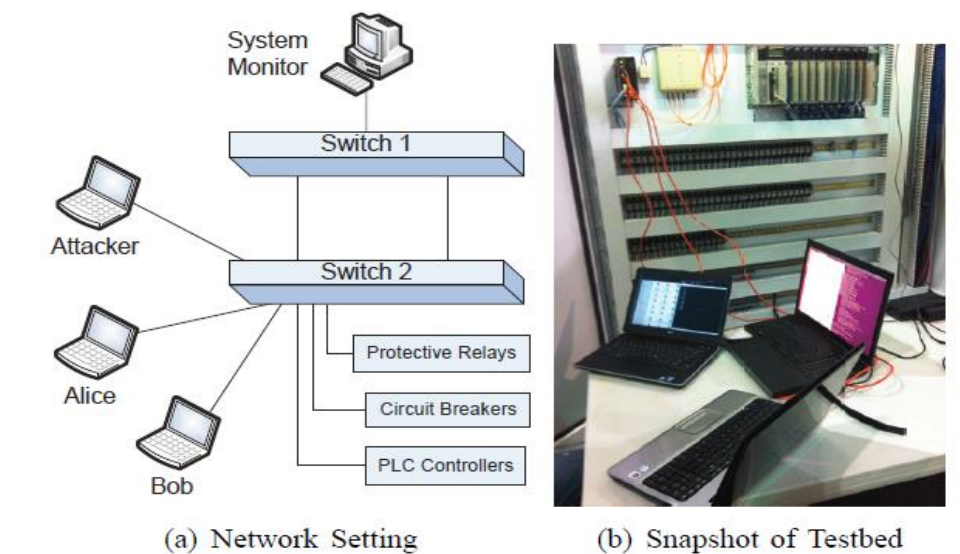 System
Monitor
Switch 1
Attacker
Switch 2
Protective Relays
Alice
Circuit Breakers
PLC Controllers
Bob
(a) Network Setting
(b) Snapshot of Testbed